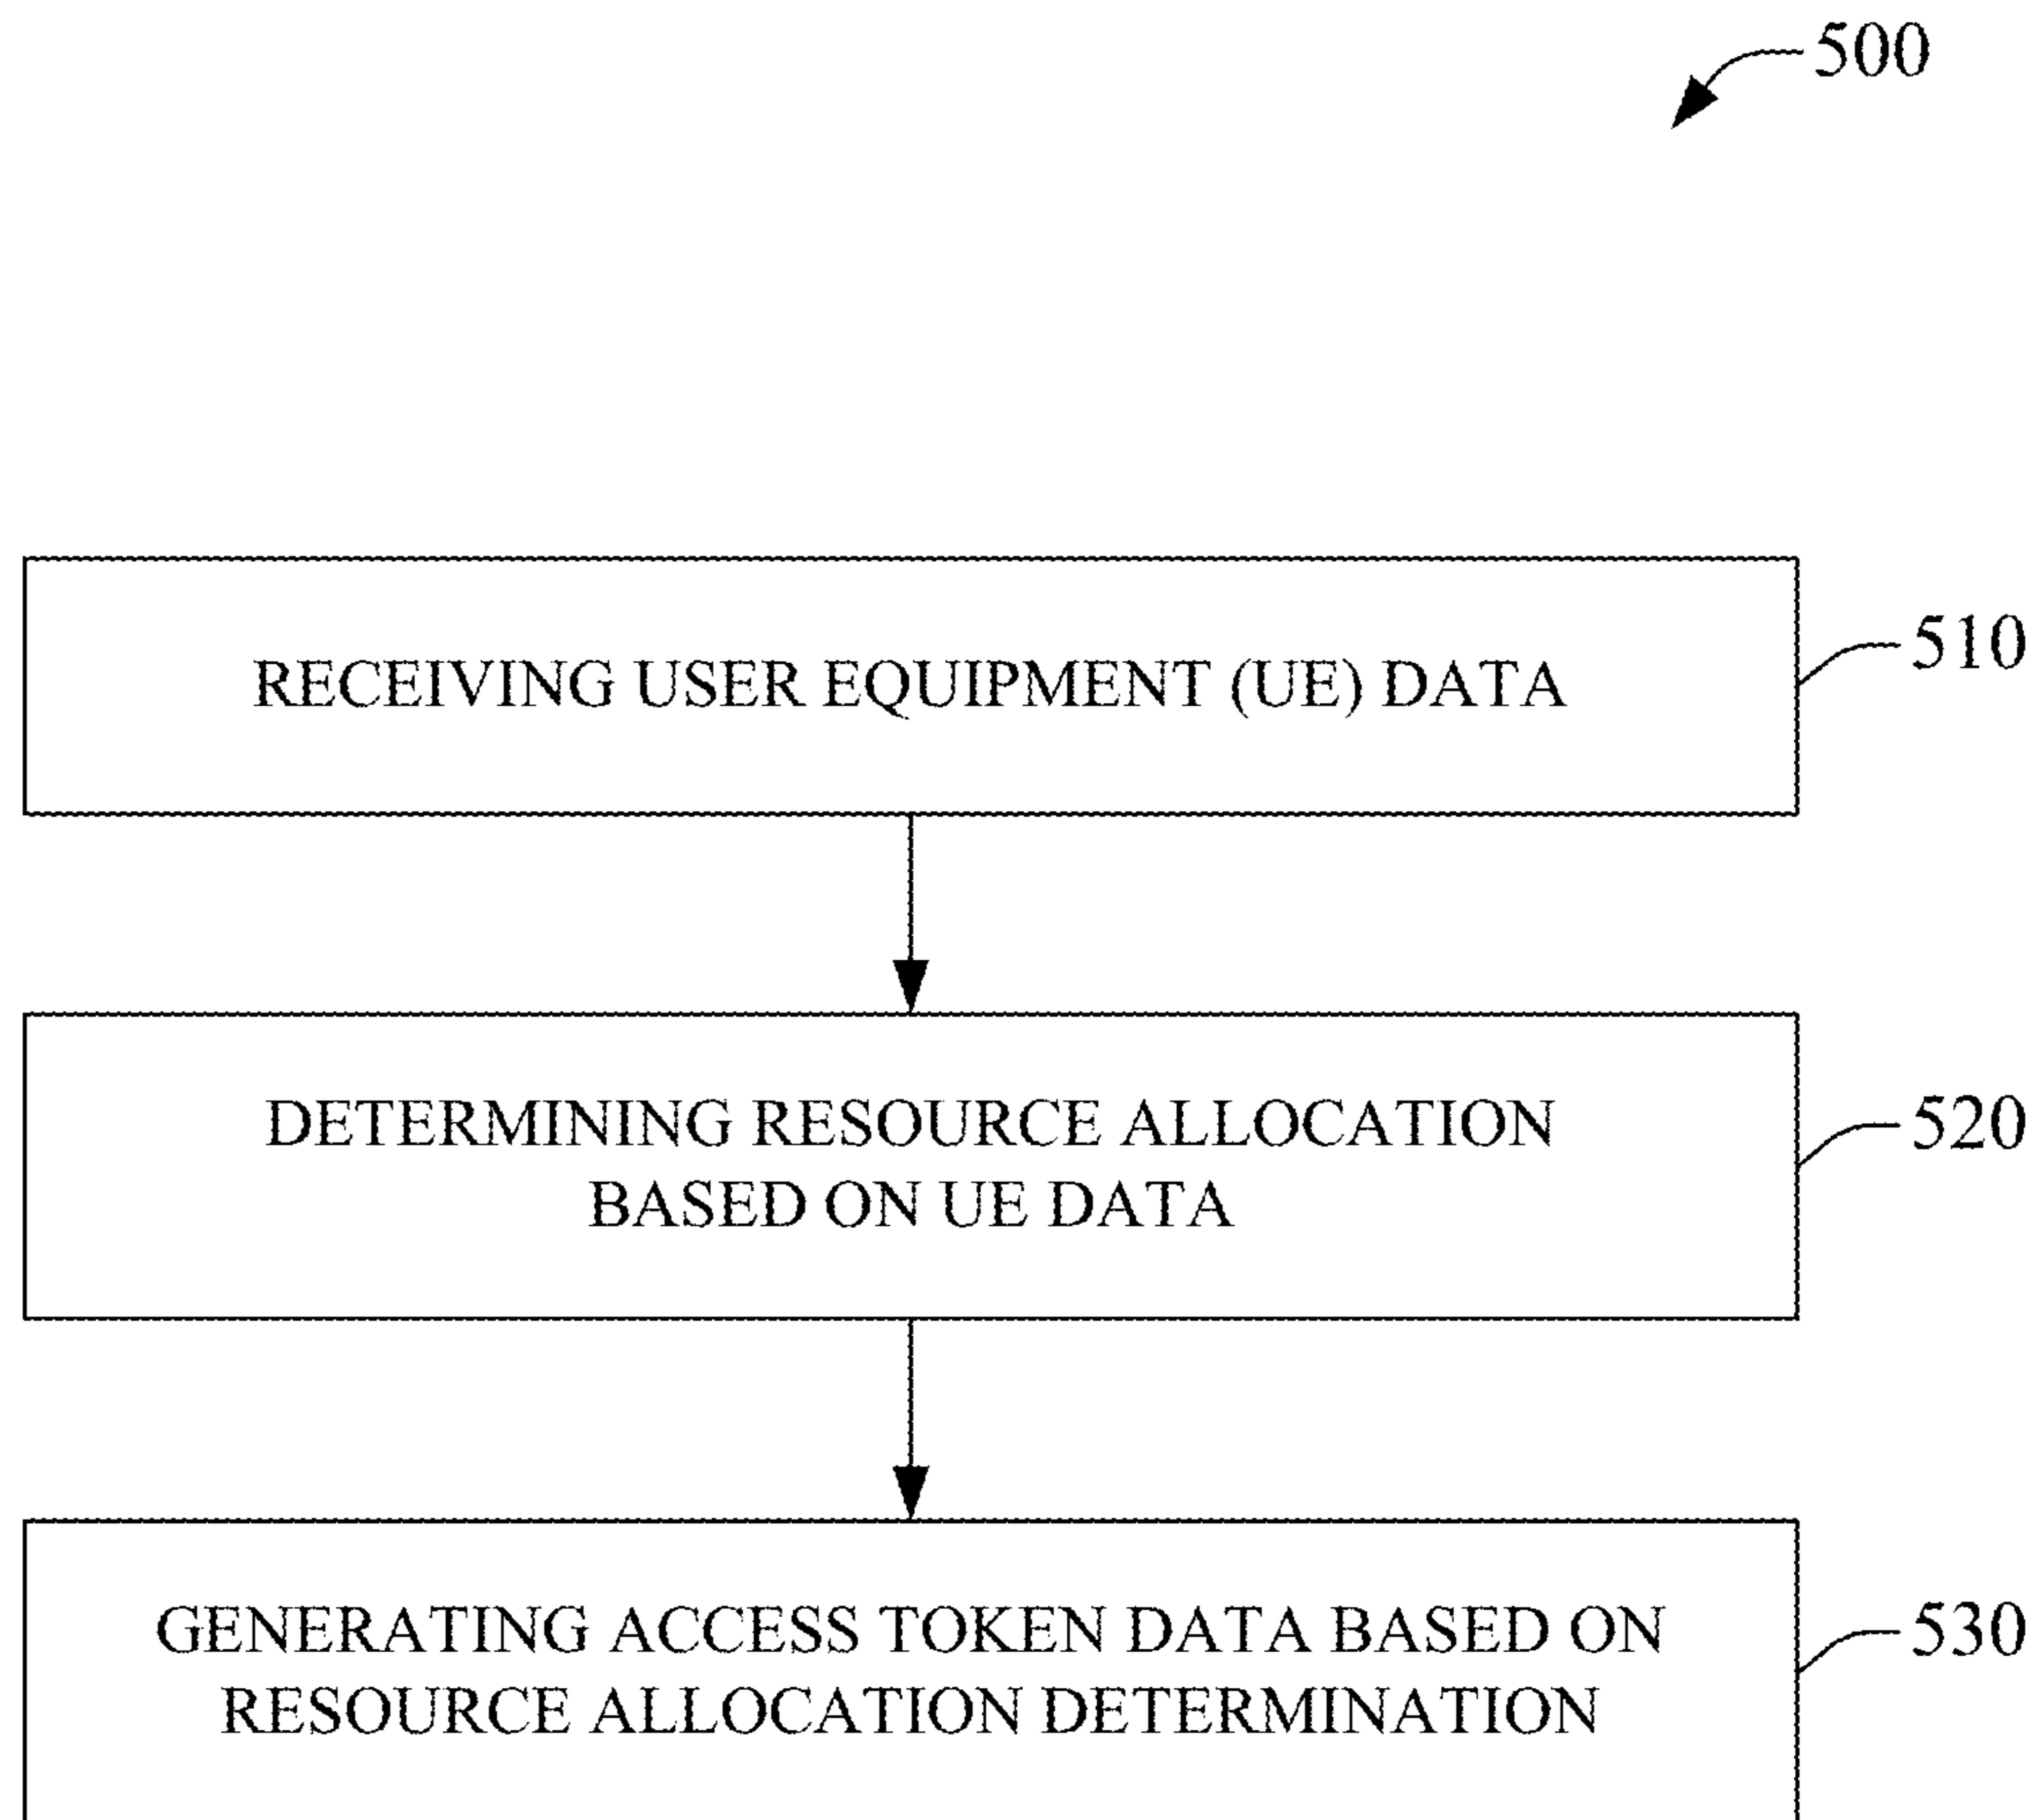 500
RECEIVING USER EQUIPMENT (UE) DATA
510
DETERMINING RESOURCE ALLOCATION
BASED ON UE DATA
520
GENERATING ACCESS TOKEN DATA BASED ON
RESOURCE ALLOCATION DETERMINATION
530